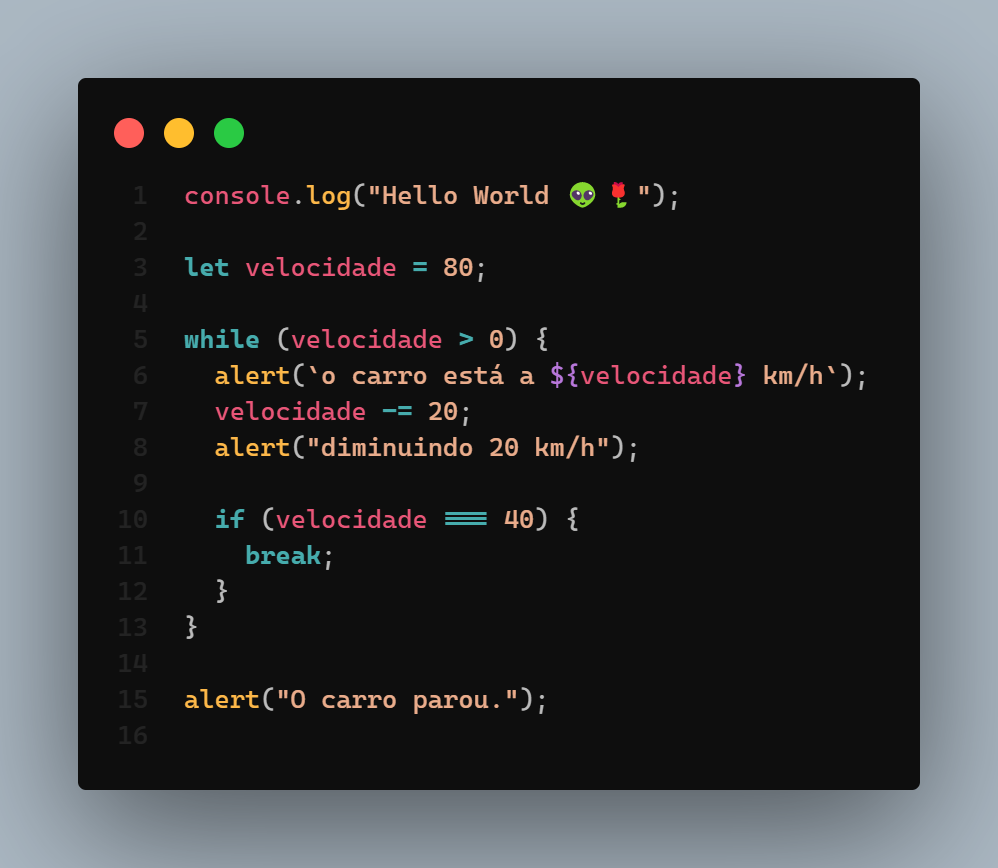 1 console.log("Hello World 👽🌷");
2
3 let velocidade = 80;
4
5 while (velocidade > 0) {
6   alert(`o carro está a ${velocidade} km/h`);
7   velocidade -= 20;
8   alert("diminuindo 20 km/h");
9
10   if (velocidade === 40) {
11     break;
12   }
13 }
14
15 alert("O carro parou.");
16